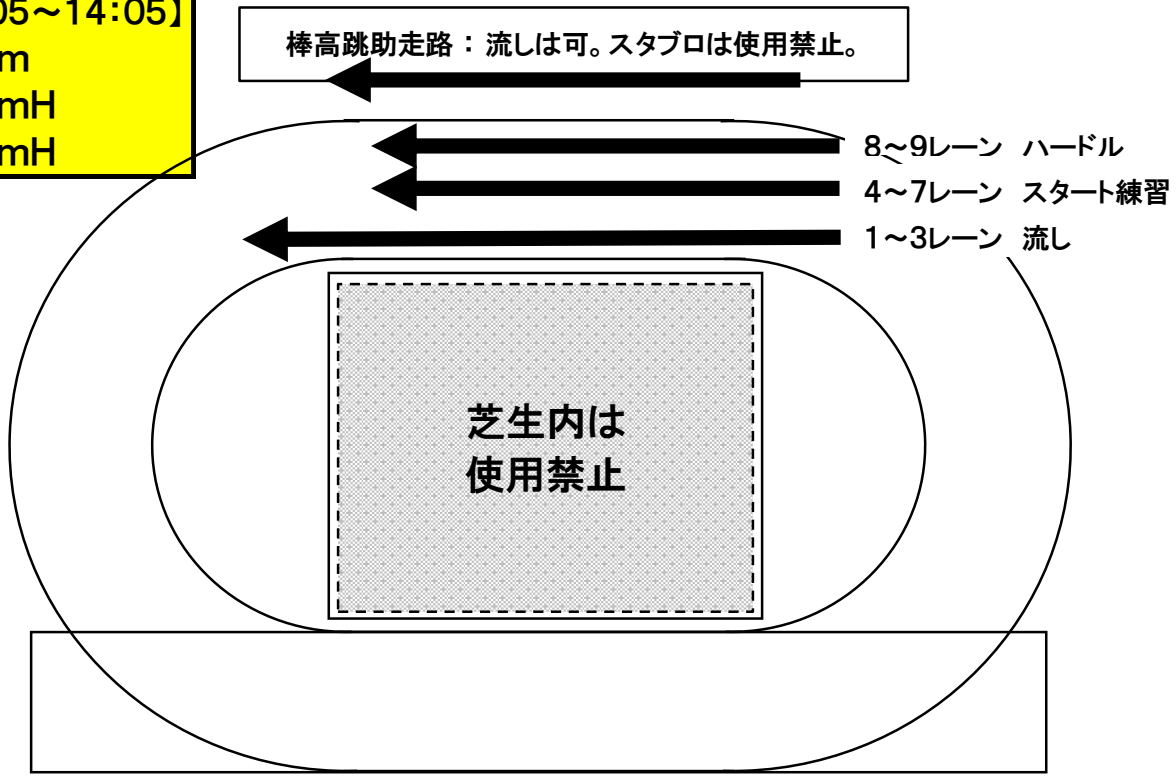 05～14:05】
m
mH
mH
棒高跳助走路：流しは可。スタブロは使用禁止。
8～9レーン　ハードル
4～7レーン　スタート練習
1～3レーン　流し
芝生内は
使用禁止